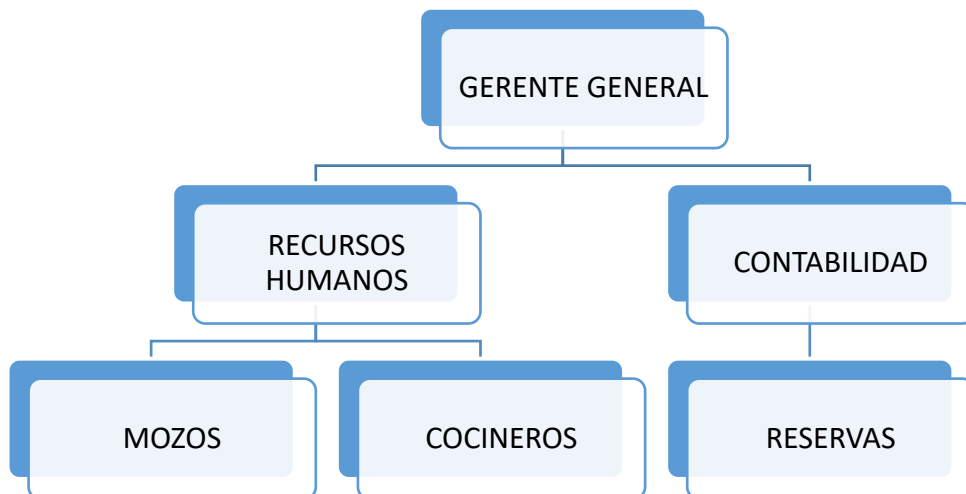 GERENTE GENERAL
RECURSOS
HUMANOS
CONTABILIDAD
MOZOS
COCINEROS
RESERVAS